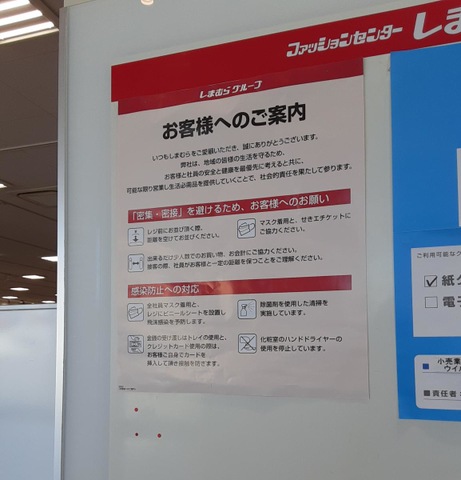 ファッションセンター しま
しまむらグループ
お客様へのご案内
いつもしまむらをご愛顧いただき、誠にありがとうございます。
弊社は、地域の皆様の生活を守るため、
お客様と社員の安全と健康を最優先に考えると共に、
可能な限り営業し生活必需品を提供していくことで、社会的責任を果たして参ります。
「密集・密接」を避けるため、お客様へのお願い
レジ前にお並び頂く際、
距離を空けてお並びください。
マスク着用と、せきエチケットに
ご協力ください。
出来るだけ少人数でのお買い物、お会計にご協力ください。
接客の際、社員がお客様と一定の距離を保つことをご理解ください。
感染防止への対応
全社員マスク着用と、
レジにビニールシートを設置し
飛沫感染を予防します。
除菌剤を使用した清掃を
実施しています。
金銭の受け渡しはトレイの使用と、
クレジットカード使用の際は、
お客様ご自身でカードを
挿入して頂き接触を防ぎます。
化粧室のハンドドライヤーの
使用を停止しています。
ご利用可能な
紙
電子
小売業
ウイル
■責任者